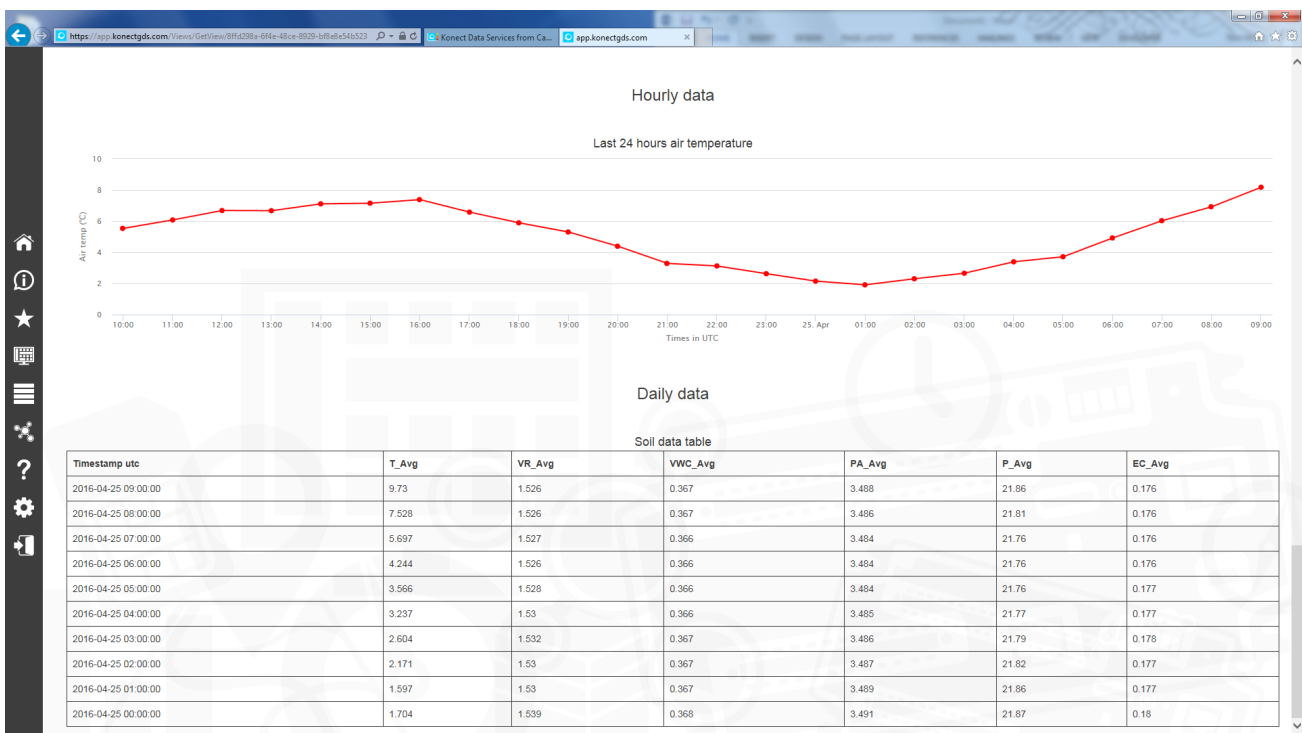 https://app.konectgds.com/Views/GetView/8ffd298a-6f4e-48ce-8929-bf8e8e54b523
Konect Data Services from Ca...
app.konectgds.com
Hourly data
Last 24 hours air temperature
10
8
6
4
2
0
Air temp (°C)
10:00 11:00 12:00 13:00 14:00 15:00 16:00 17:00 18:00 19:00 20:00 21:00 22:00 23:00 25. Apr 01:00 02:00 03:00 04:00 05:00 06:00 07:00 08:00 09:00
Times in UTC
Daily data
Soil data table
Timestamp utc T_Avg VR_Avg VWC_Avg PA_Avg P_Avg EC_Avg
2016-04-25 09:00:00 9.73 1.526 0.367 3.488 21.86 0.176
2016-04-25 08:00:00 7.528 1.526 0.367 3.486 21.81 0.176
2016-04-25 07:00:00 5.697 1.527 0.366 3.484 21.76 0.176
2016-04-25 06:00:00 4.244 1.526 0.366 3.484 21.76 0.176
2016-04-25 05:00:00 3.566 1.528 0.366 3.484 21.76 0.177
2016-04-25 04:00:00 3.237 1.53 0.366 3.485 21.77 0.177
2016-04-25 03:00:00 2.604 1.532 0.367 3.486 21.79 0.178
2016-04-25 02:00:00 2.171 1.53 0.367 3.487 21.82 0.177
2016-04-25 01:00:00 1.597 1.53 0.367 3.489 21.86 0.177
2016-04-25 00:00:00 1.704 1.539 0.368 3.491 21.87 0.18